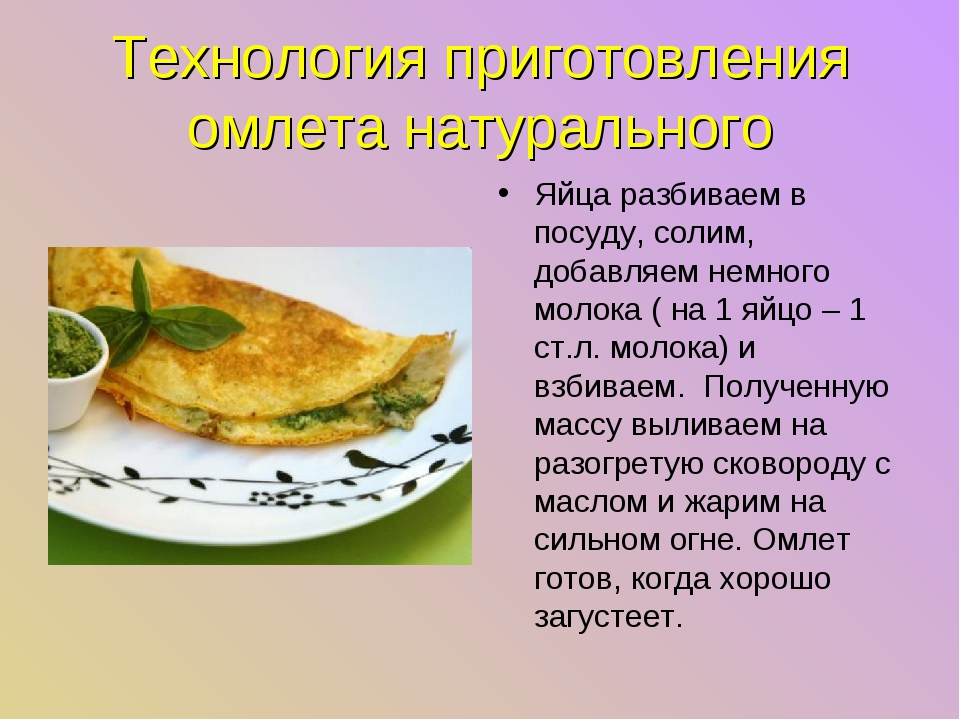 Технология приготовления
омлета натурального
• Яйца разбиваем в
посуду, солим,
добавляем немного
молока ( на 1 яйцо – 1
ст.л. молока) и
взбиваем.  Полученную
массу выливаем на
разогретую сковороду с
маслом и жарим на
сильном огне. Омлет
готов, когда хорошо
загустеет.